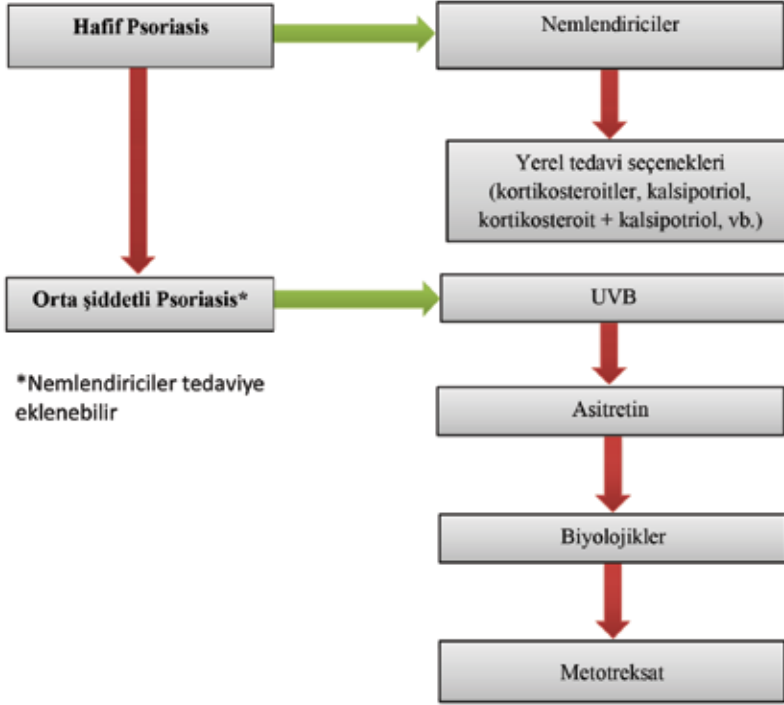 Hafif Psoriasis
Nemlendiriciler
Yerel tedavi seçenekleri
(kortikosteroitler, kalsipotriol,
kortikosteroit + kalsipotriol, vb.)
Orta şiddetli Psoriasis*
UVB
*Nemlendiriciler tedaviye
eklenebilir
Asitretin
Biyolojikler
Metotreksat